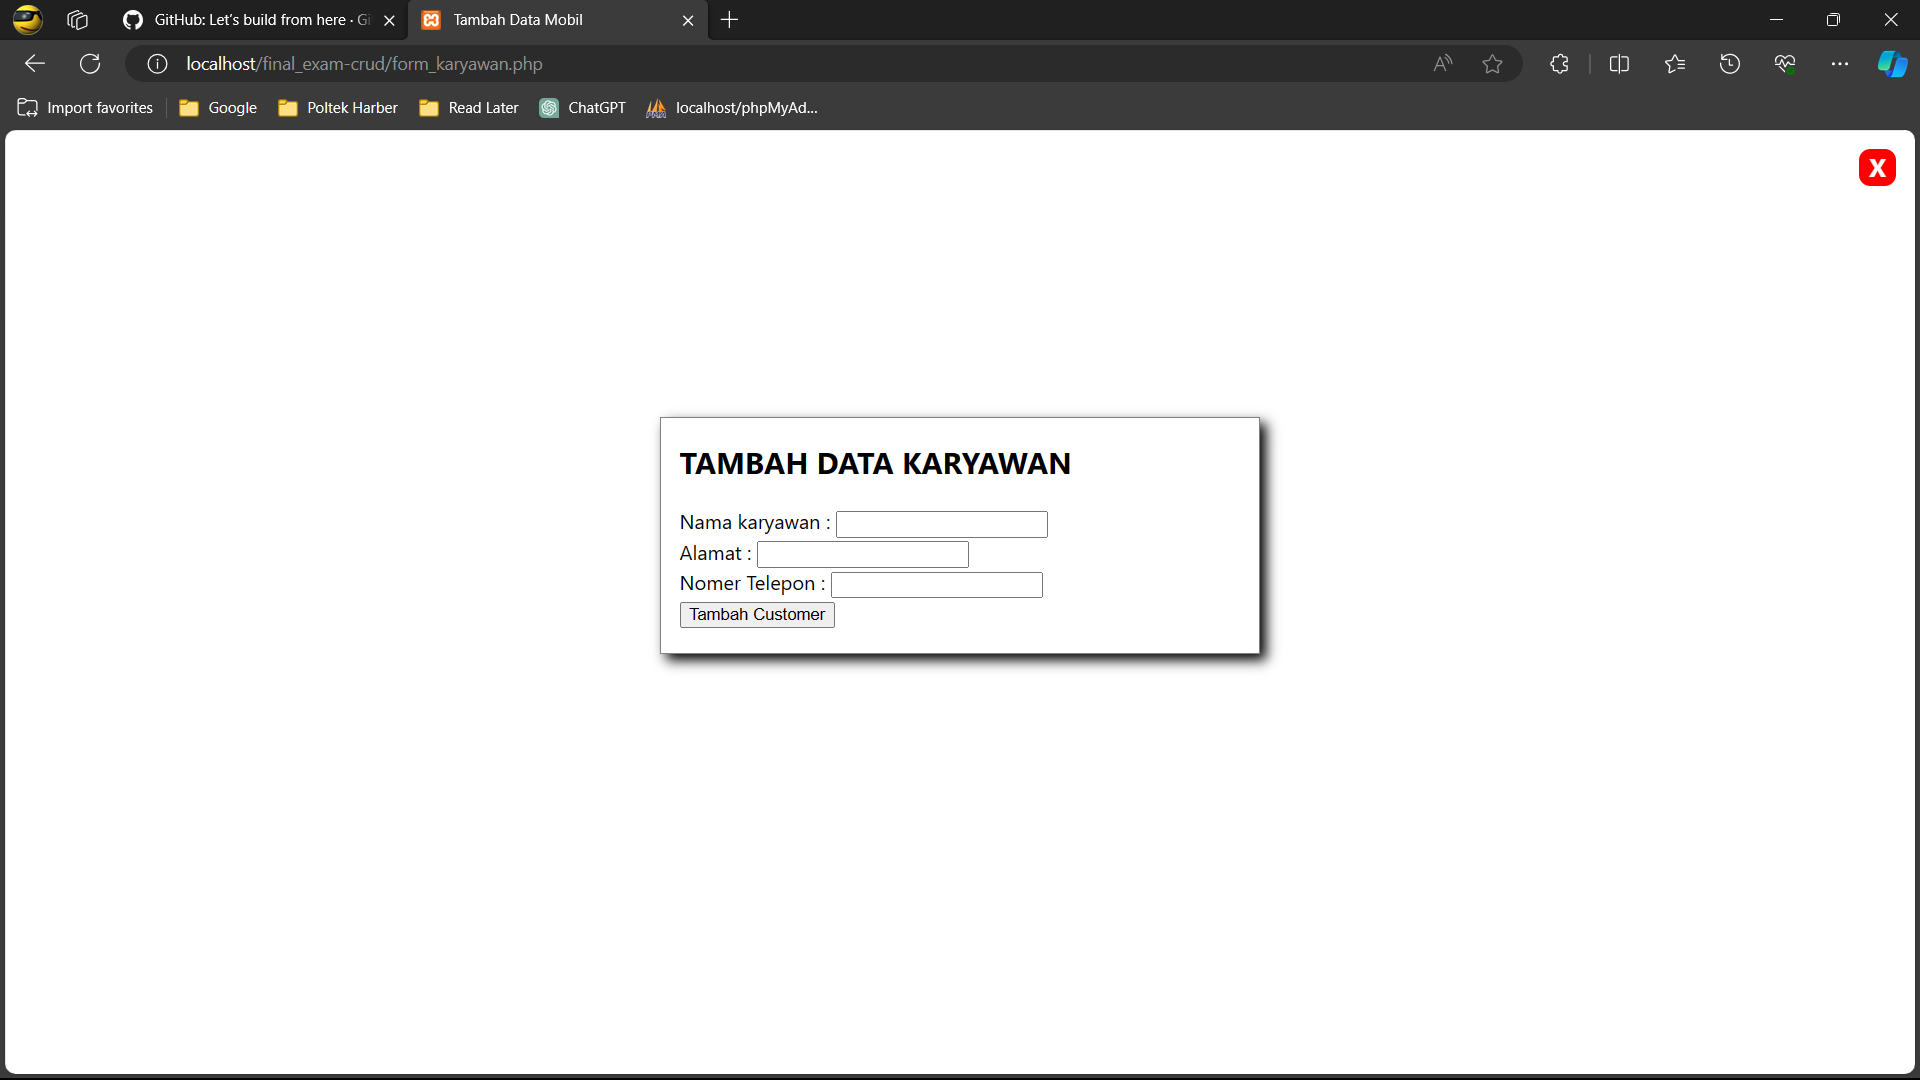 GitHub: Let's build from here · Gi
Tambah Data Mobil
localhost/final_exam-crud/form_karyawan.php
Import favorites
Google
Poltek Harber
Read Later
ChatGPT
localhost/phpMyAd...
X
TAMBAH DATA KARYAWAN
Nama karyawan :
Alamat :
Nomer Telepon :
Tambah Customer